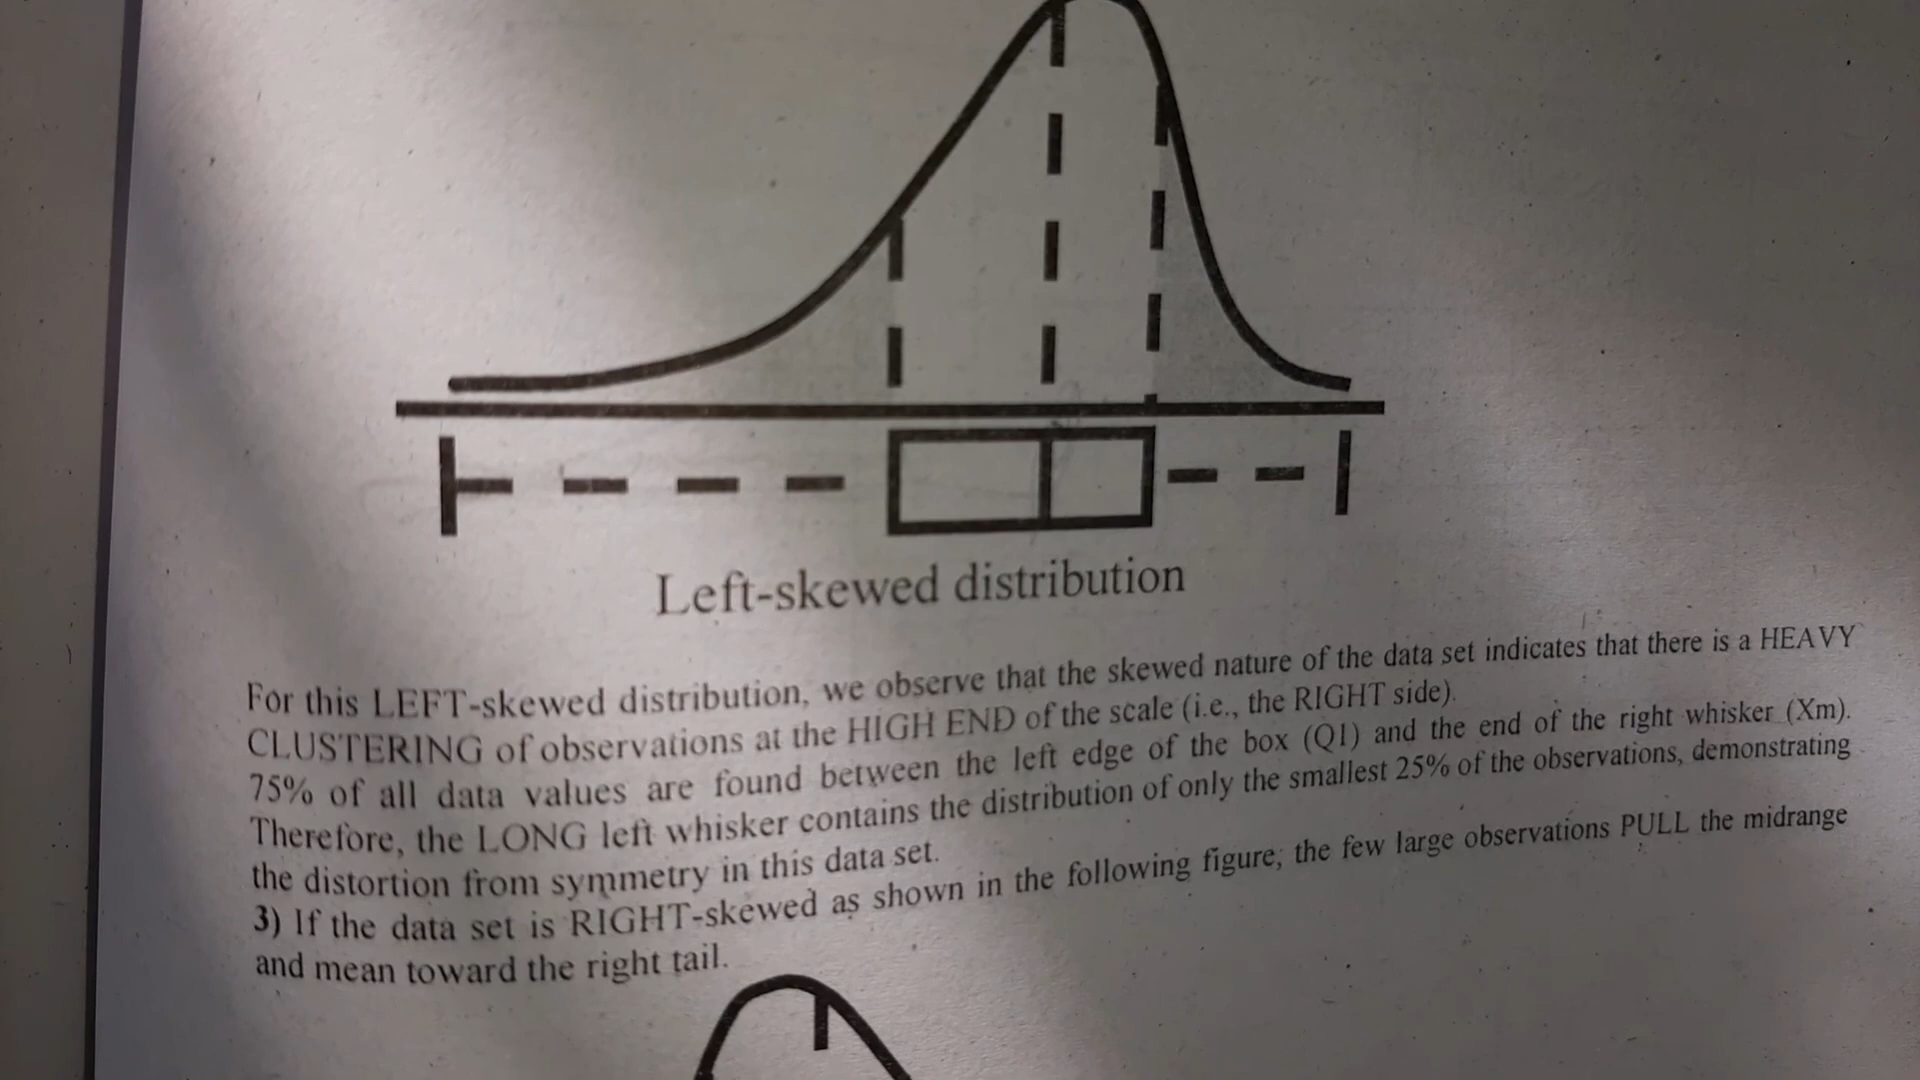 Left-skewed distribution
For this LEFT-skewed distribution, we observe that the skewed nature of the data set indicates that there is a HEAVY
CLUSTERING of observations at the HIGH END of the scale (i.e., the RIGHT side).
75% of all data values are found between the left edge of the box (Q1) and the end of the right whisker (Xm).
Therefore, the LONG left whisker contains the distribution of only the smallest 25% of the observations, demonstrating
the distortion from symmetry in this data set.
3) If the data set is RIGHT-skewed as shown in the following figure, the few large observations PULL the midrange
and mean toward the right tail.